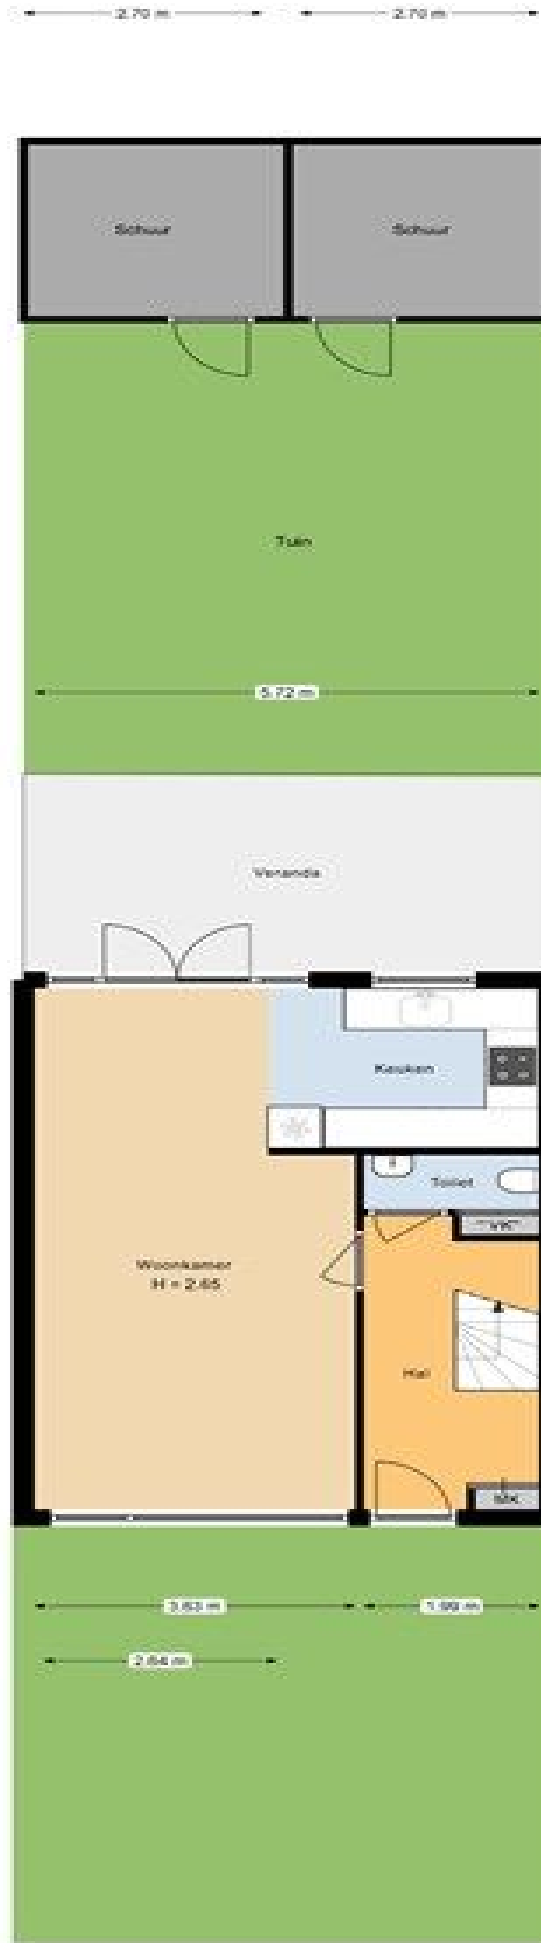 2.70 m 2.70 m
Schuur Schuur
Tuin
5.72 m
Veranda
Keuken
Toilet
Woonkamer
H = 2.65
Hal
MK
3.63 m 1.99 m
2.64 m